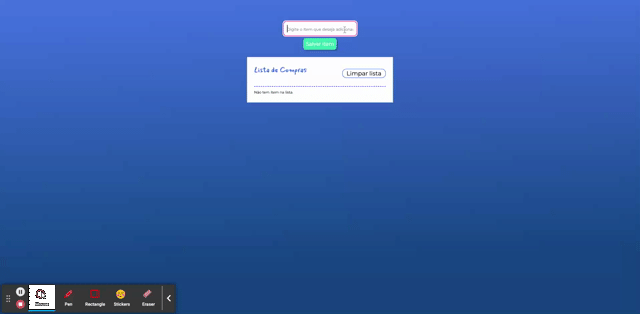 Digite o item que deseja adicionar
Salvar item
Lista de Compras
Limpar lista
Não tem item na lista
Pen
Rectangle
Stickers
Eraser